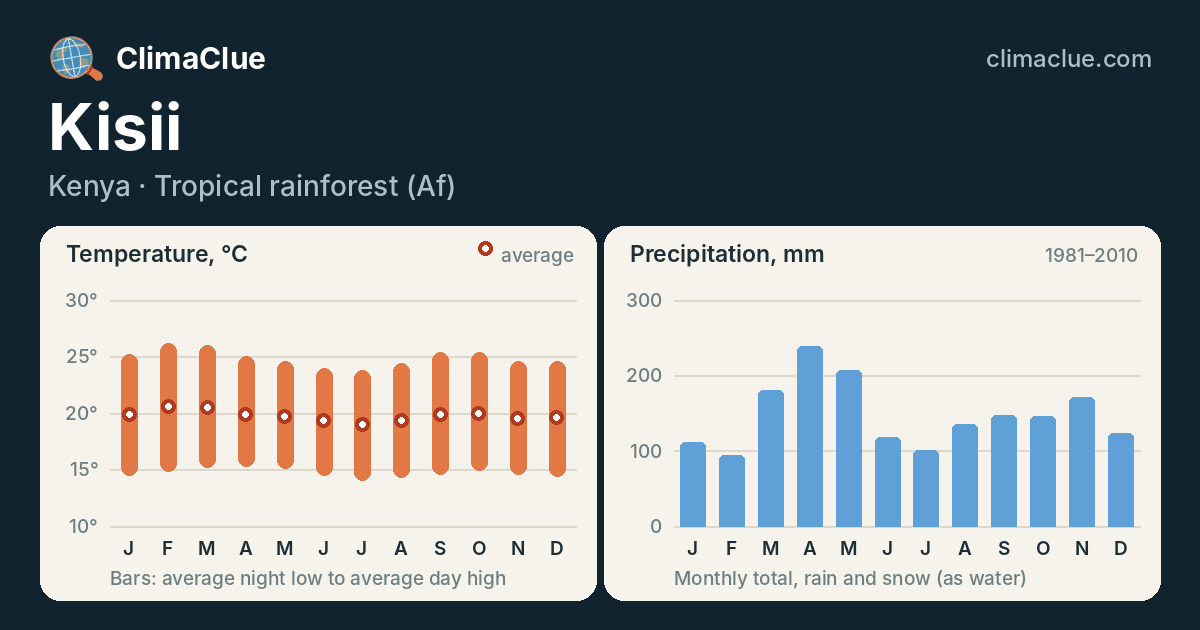 ClimaClue
climaclue.com
Kisii
Kenya · Tropical rainforest (Af)
Temperature, °C
average
30°
25°
20°
15°
10°
J F M A M J J A S O N D
Bars: average night low to average day high
Precipitation, mm
1981–2010
300
200
100
0
J F M A M J J A S O N D
Monthly total, rain and snow (as water)